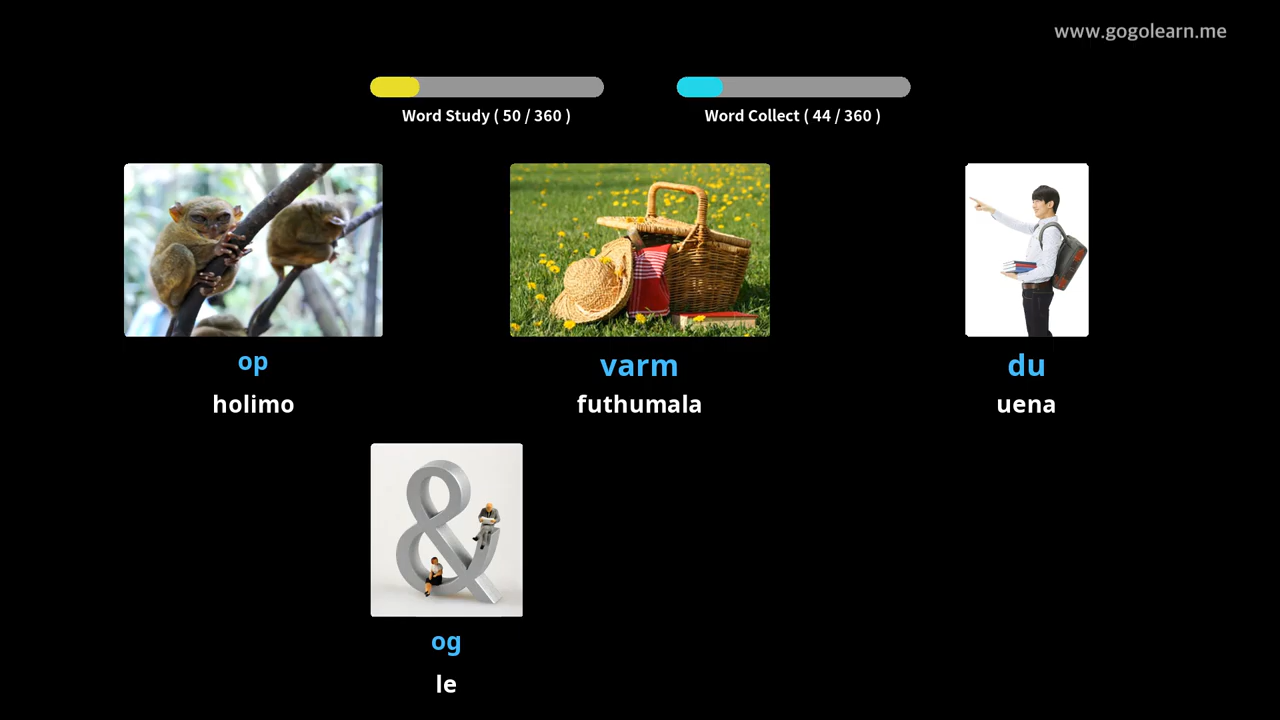 www.gogolearn.me
Word Study ( 50 / 360 )
Word Collect ( 44 / 360 )
op
varm
du
holimo
futhumala
uena
og
le